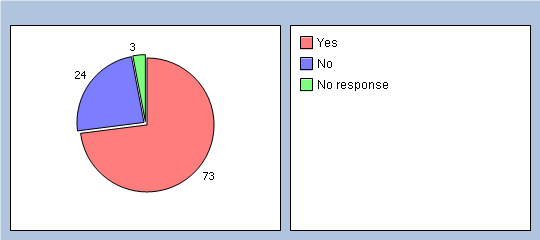 3
24
73
Yes
No
No response